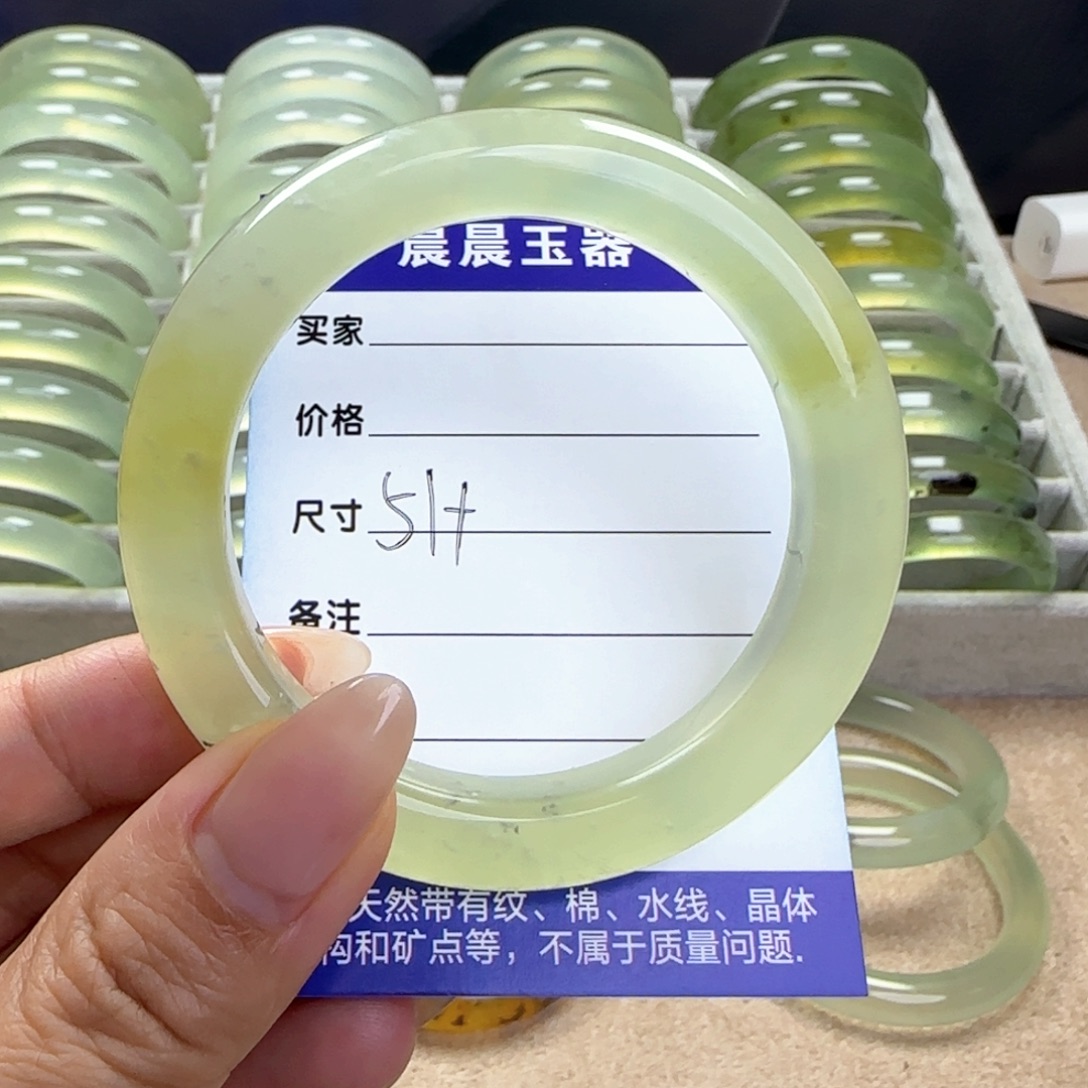 晨晨玉器
买家
价格
尺寸 51+
备注
天然带有纹、棉、水线、晶体
构和矿点等，不属于质量问题.